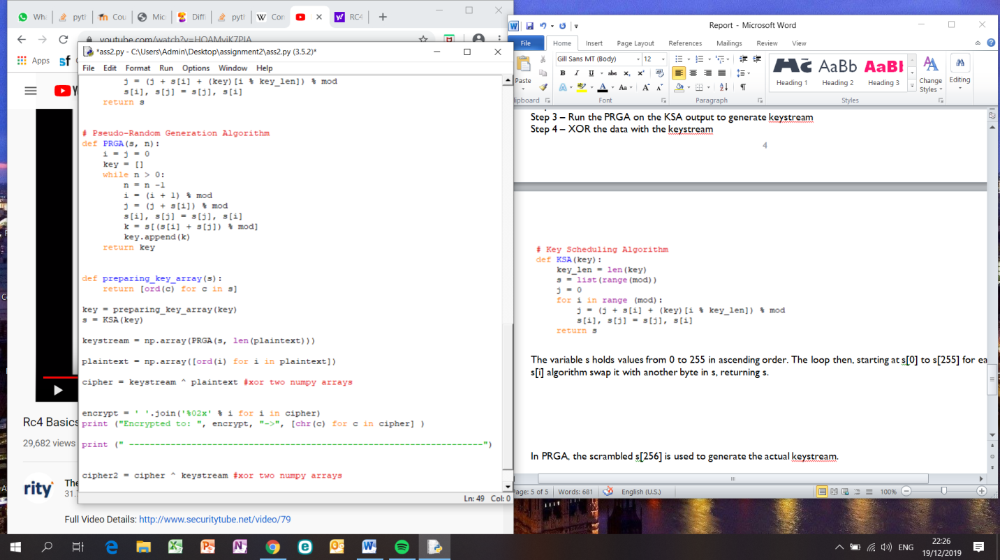 Wha
pyt
Cou
Mic
Diff
pyt
Con
RC4
youtube.com/watch?v=HOAMviK7PIA
Apps
Rc4 Basics
29,682 views
rity
The
31.
Full Video Details: http://www.securitytube.net/video/79
*ass2.py - C:\Users\Admin\Desktop\assignment2\ass2.py (3.5.2)*
File Edit Format Run Options Window Help
j = (j + s[i] + (key)[i % key_len]) % mod
s[i], s[j] = s[j], s[i]
return s
# Pseudo-Random Generation Algorithm
def PRGA(s, n):
i = j = 0
key = []
while n > 0:
n = n -1
i = (i + 1) % mod
j = (j + s[i]) % mod
s[i], s[j] = s[j], s[i]
k = s[(s[i] + s[j]) % mod]
key.append(k)
return key
def preparing_key_array(s):
return [ord(c) for c in s]
key = preparing_key_array(key)
s = KSA(key)
keystream = np.array(PRGA(s, len(plaintext)))
plaintext = np.array([ord(i) for i in plaintext])
cipher = keystream ^ plaintext #xor two numpy arrays
encrypt = ' '.join('%02x' % i for i in cipher)
print ("Encrypted to: ", encrypt, "->", [chr(c) for c in cipher] )
print (" --------------------------------------------------------------------")
cipher2 = cipher ^ keystream #xor two numpy arrays
Ln: 49 Col: 0
Report - Microsoft Word
File Home Insert Page Layout References Mailings Review View
Gill Sans MT (Body) 12
Paste
Heading 1 Heading 2 Heading 3
Change Styles
Editing
lipboard Font Paragraph Styles
Step 3 – Run the PRGA on the KSA output to generate keystream
Step 4 – XOR the data with the keystream
4
# Key Scheduling Algorithm
def KSA(key):
key_len = len(key)
s = list(range(mod))
j = 0
for i in range (mod):
j = (j + s[i] + (key)[i % key_len]) % mod
s[i], s[j] = s[j], s[i]
return s
The variable s holds values from 0 to 255 in ascending order. The loop then, starting at s[0] to s[255] for ea
s[i] algorithm swap it with another byte in s, returning s.
In PRGA, the scrambled s[256] is used to generate the actual keystream.
Page: 5 of 5 Words: 681 English (U.S.) 100%
ENG
22:26
19/12/2019